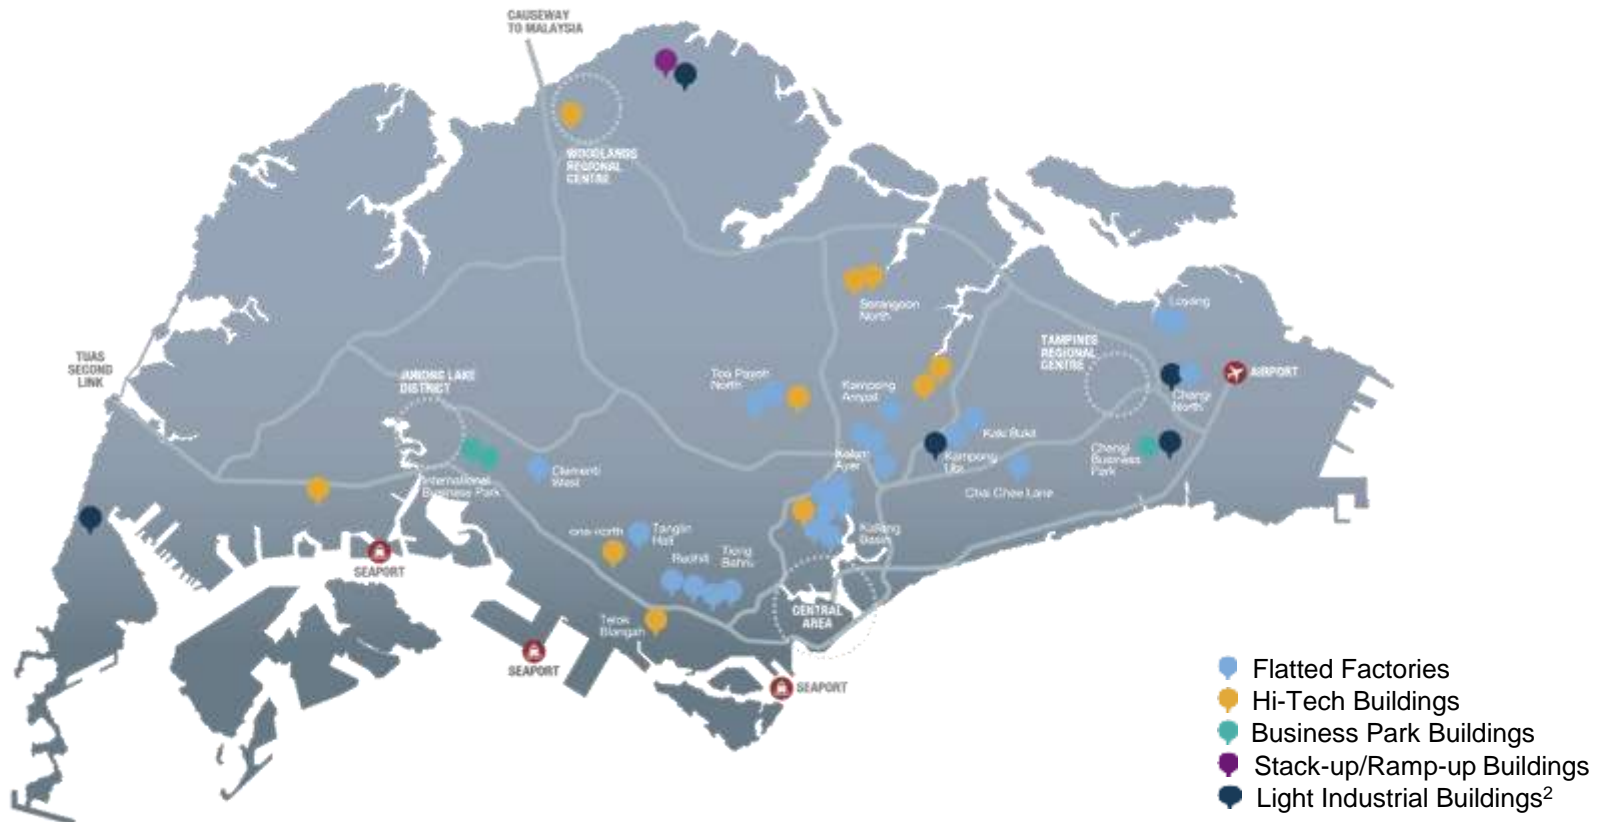 CAUSEWAY
TO MALAYSIA
WOODLANDS
REGIONAL
CENTRE
Serangoon
North
Loyang
TAMPINES
REGIONAL
CENTRE
TUAS
SECOND
LINK
JURONG LAKE
DISTRICT
Toa Payoh
North
Kampong
Ampat
AIRPORT
Changi
North
Kaki Bukit
Kallang
Basin
Changi
Business
Park
Kampong
Ubi
Clementi
West
International
Business Park
Chai Chee Lane
one-north
Tanglin
Halt
Redhill
Tiong
Bahru
SEAPORT
CENTRAL
AREA
Telok
Blangah
SEAPORT
SEAPORT
Flatted Factories
Hi-Tech Buildings
Business Park Buildings
Stack-up/Ramp-up Buildings
Light Industrial Buildings²